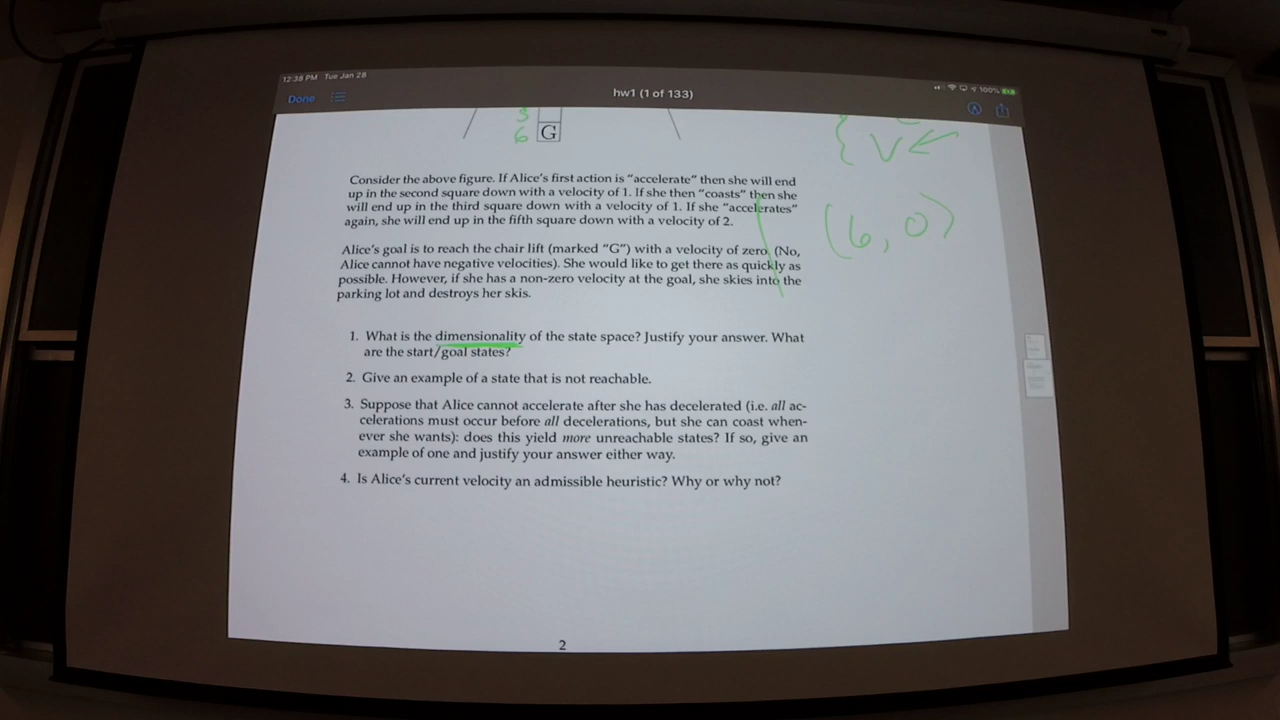 12:38 PM Tue Jan 28
100%
Done
hw1 (1 of 133)
5
6 G
V
(6, 0)
Consider the above figure. If Alice's first action is "accelerate" then she will end
up in the second square down with a velocity of 1. If she then "coasts" then she
will end up in the third square down with a velocity of 1. If she "accelerates"
again, she will end up in the fifth square down with a velocity of 2.
Alice's goal is to reach the chair lift (marked "G") with a velocity of zero (No,
Alice cannot have negative velocities). She would like to get there as quickly as
possible. However, if she has a non-zero velocity at the goal, she skies into the
parking lot and destroys her skis.
1. What is the dimensionality of the state space? Justify your answer. What
are the start/goal states?
2. Give an example of a state that is not reachable.
3. Suppose that Alice cannot accelerate after she has decelerated (i.e. all ac-
celerations must occur before all decelerations, but she can coast when-
ever she wants): does this yield more unreachable states? If so, give an
example of one and justify your answer either way.
4. Is Alice's current velocity an admissible heuristic? Why or why not?
2